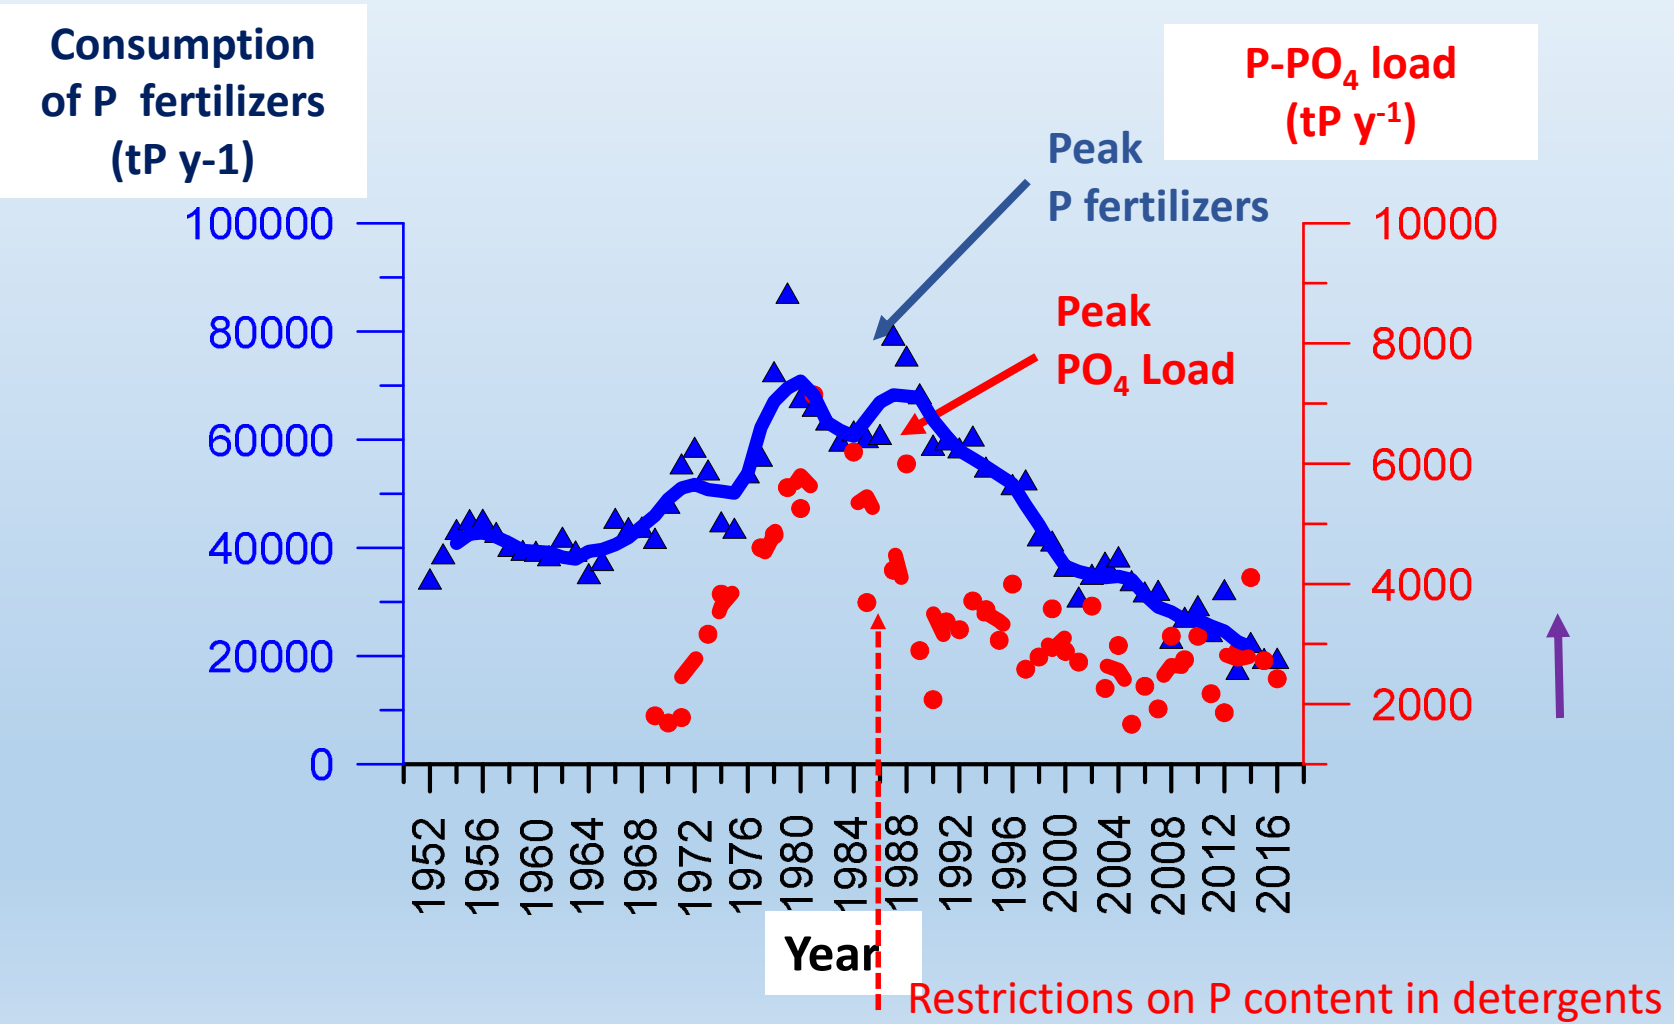 Consumption
of P  fertilizers
(tP y-1)
P-PO4 load
(tP y-1)
Peak
P fertilizers
Peak
PO4 Load
100000
80000
60000
40000
20000
0
10000
8000
6000
4000
2000
1952
1956
1960
1964
1968
1972
1976
1980
1984
1988
1992
1996
2000
2004
2008
2012
2016
Year
Restrictions on P content in detergents